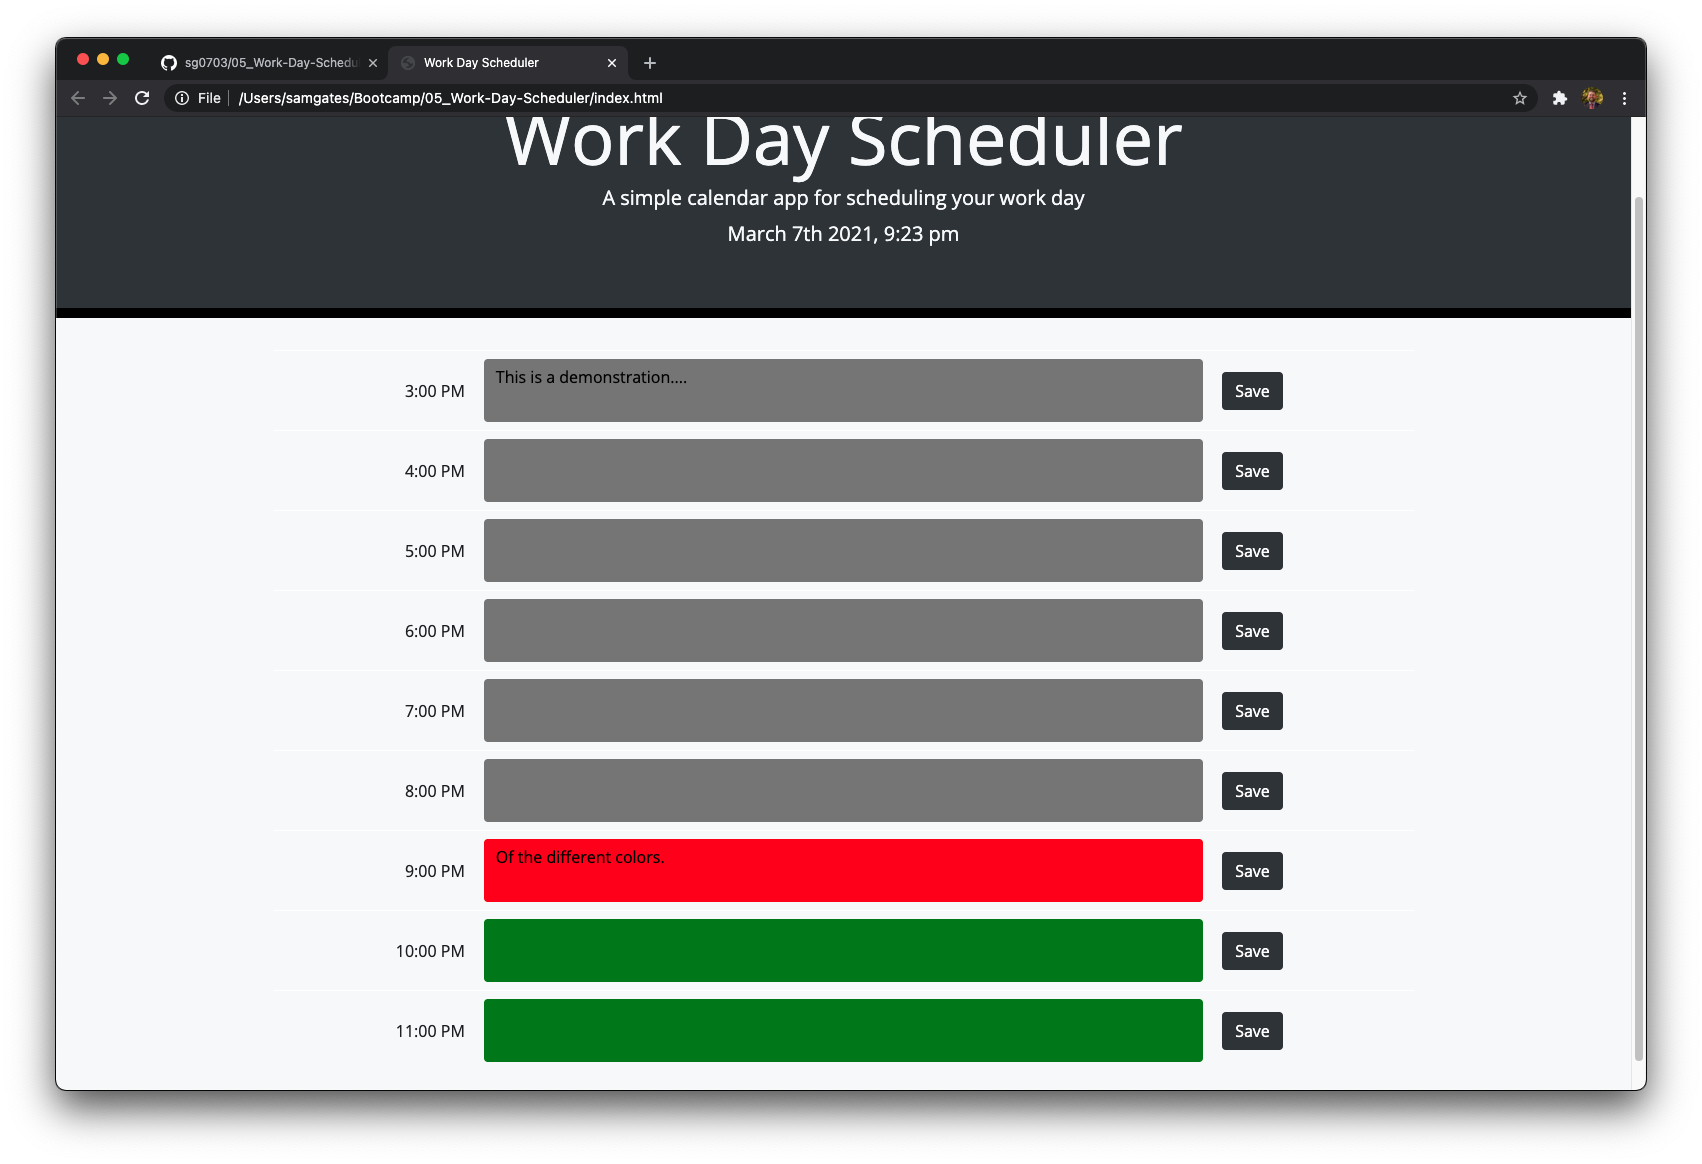 sg0703/05_Work-Day-Schedu
Work Day Scheduler
File
/Users/samgates/Bootcamp/05_Work-Day-Scheduler/index.html
Work Day Scheduler
A simple calendar app for scheduling your work day
March 7th 2021, 9:23 pm
3:00 PM This is a demonstration.... Save
4:00 PM Save
5:00 PM Save
6:00 PM Save
7:00 PM Save
8:00 PM Save
9:00 PM Of the different colors. Save
10:00 PM Save
11:00 PM Save